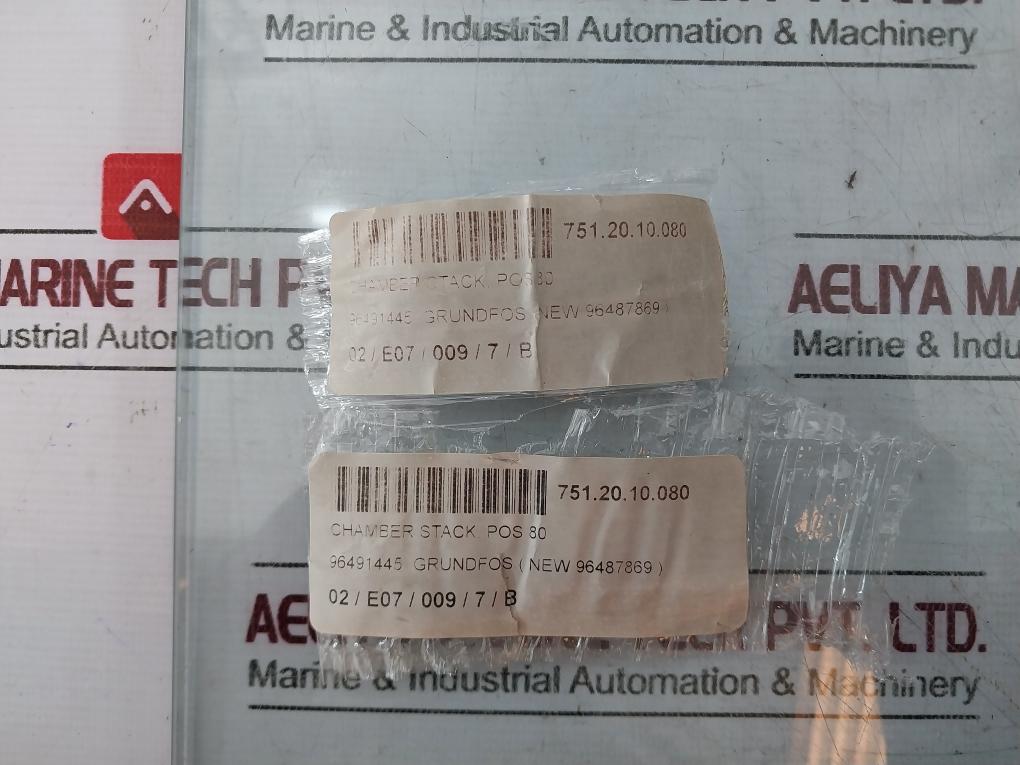 Marine & Industrial Automation & Machinery
MARINE TECH P
ustrial Automation &
AELIYA MA
Marine & Indu
751.20.10.080
CHAMBER STACK. POS 80
96491445 GRUNDFOS (NEW 96487869)
02 / E07 / 009 / 7 / B
751.20.10.080
CHAMBER STACK. POS 80
96491445 GRUNDFOS ( NEW 96487869 )
02 / E07 / 009 / 7 / B
PVT. LTD.
Marine & Industrial Automation & Machinery